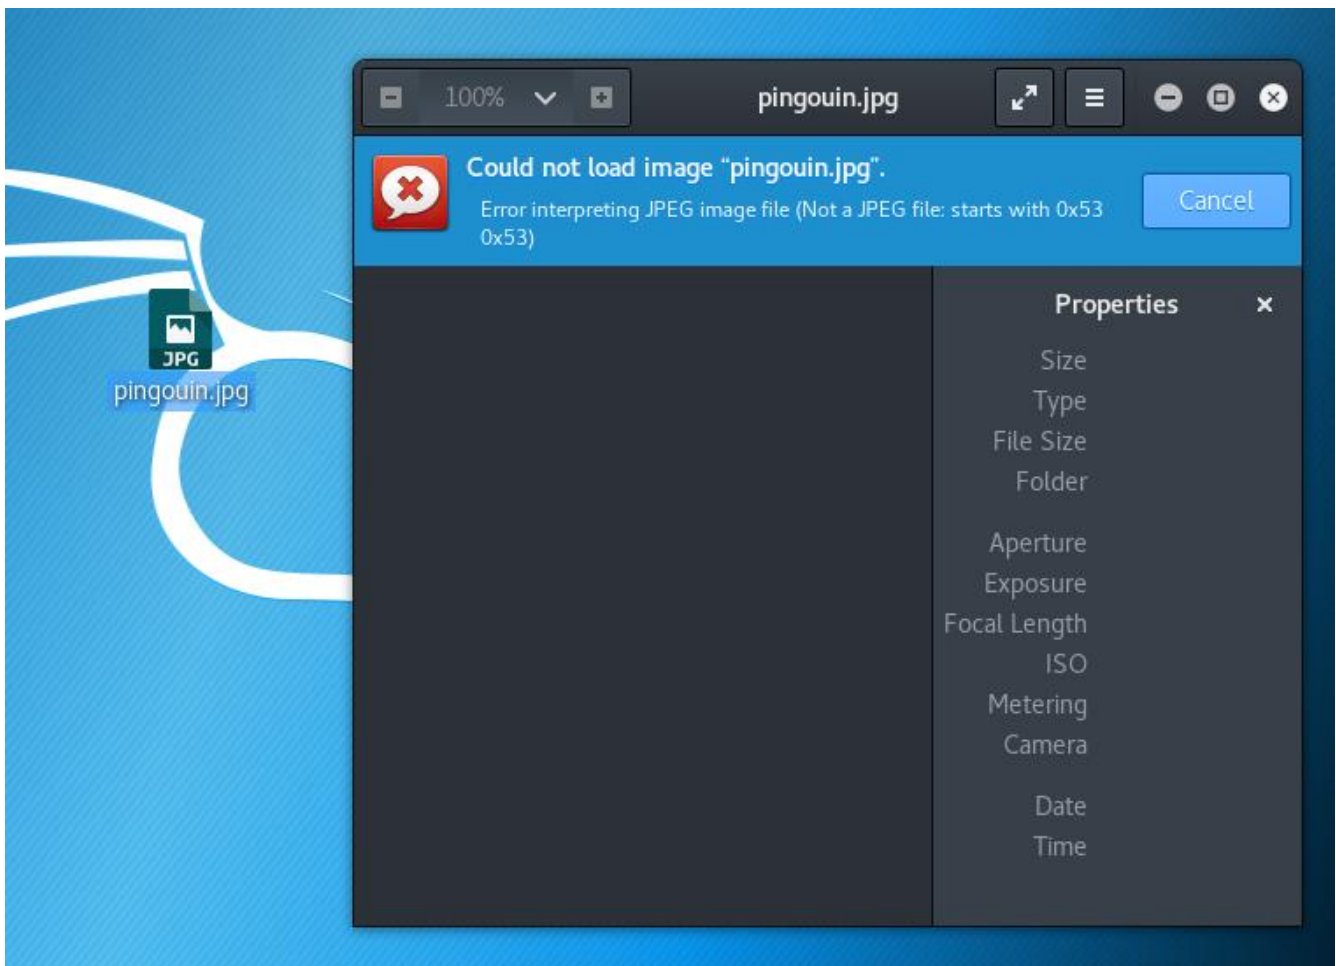 100%
pingouin.jpg
Could not load image “pingouin.jpg”.
Error interpreting JPEG image file (Not a JPEG file: starts with 0x53
0x53)
Cancel
JPG
pingouin.jpg
Properties
Size
Type
File Size
Folder
Aperture
Exposure
Focal Length
ISO
Metering
Camera
Date
Time